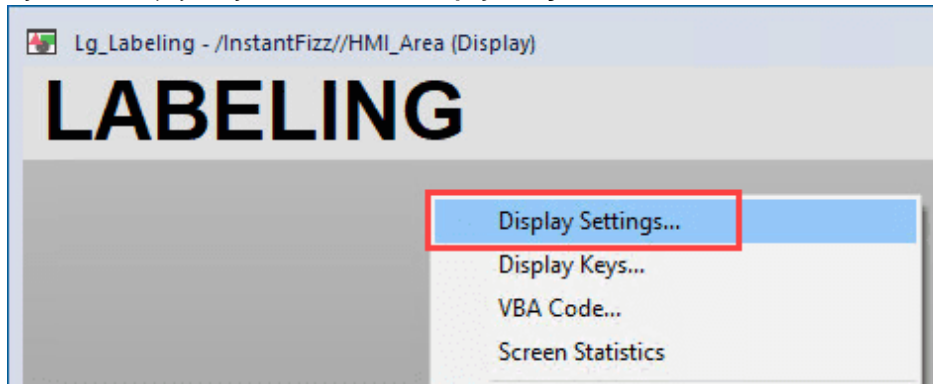 Lg_Labeling - /InstantFizz//HMI_Area (Display)
LABELING
Display Settings...
Display Keys...
VBA Code...
Screen Statistics